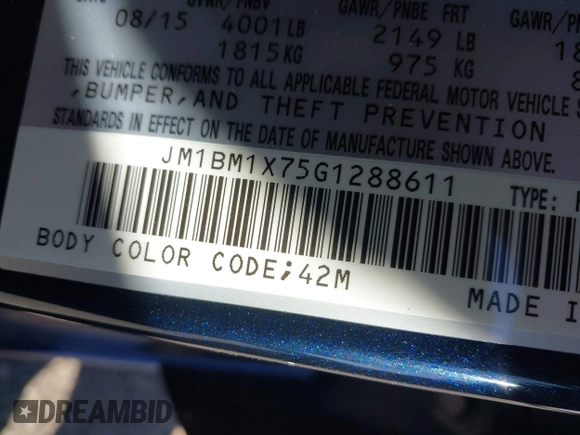 08/15 4001LB 2149 LB
1815KG 975 KG
GVWR/PNBV GAWR/PNBE FRT
THIS VEHICLE CONFORMS TO ALL APPLICABLE FEDERAL MOTOR VEHICLE
,BUMPER,AND THEFT PREVENTION
STANDARDS IN EFFECT ON THE DATE OF MANUFACTURE SHOWN ABOVE.
JM1BM1X75G1288611 TYPE:
BODY COLOR CODE;42M
MADE I
DREAMBID